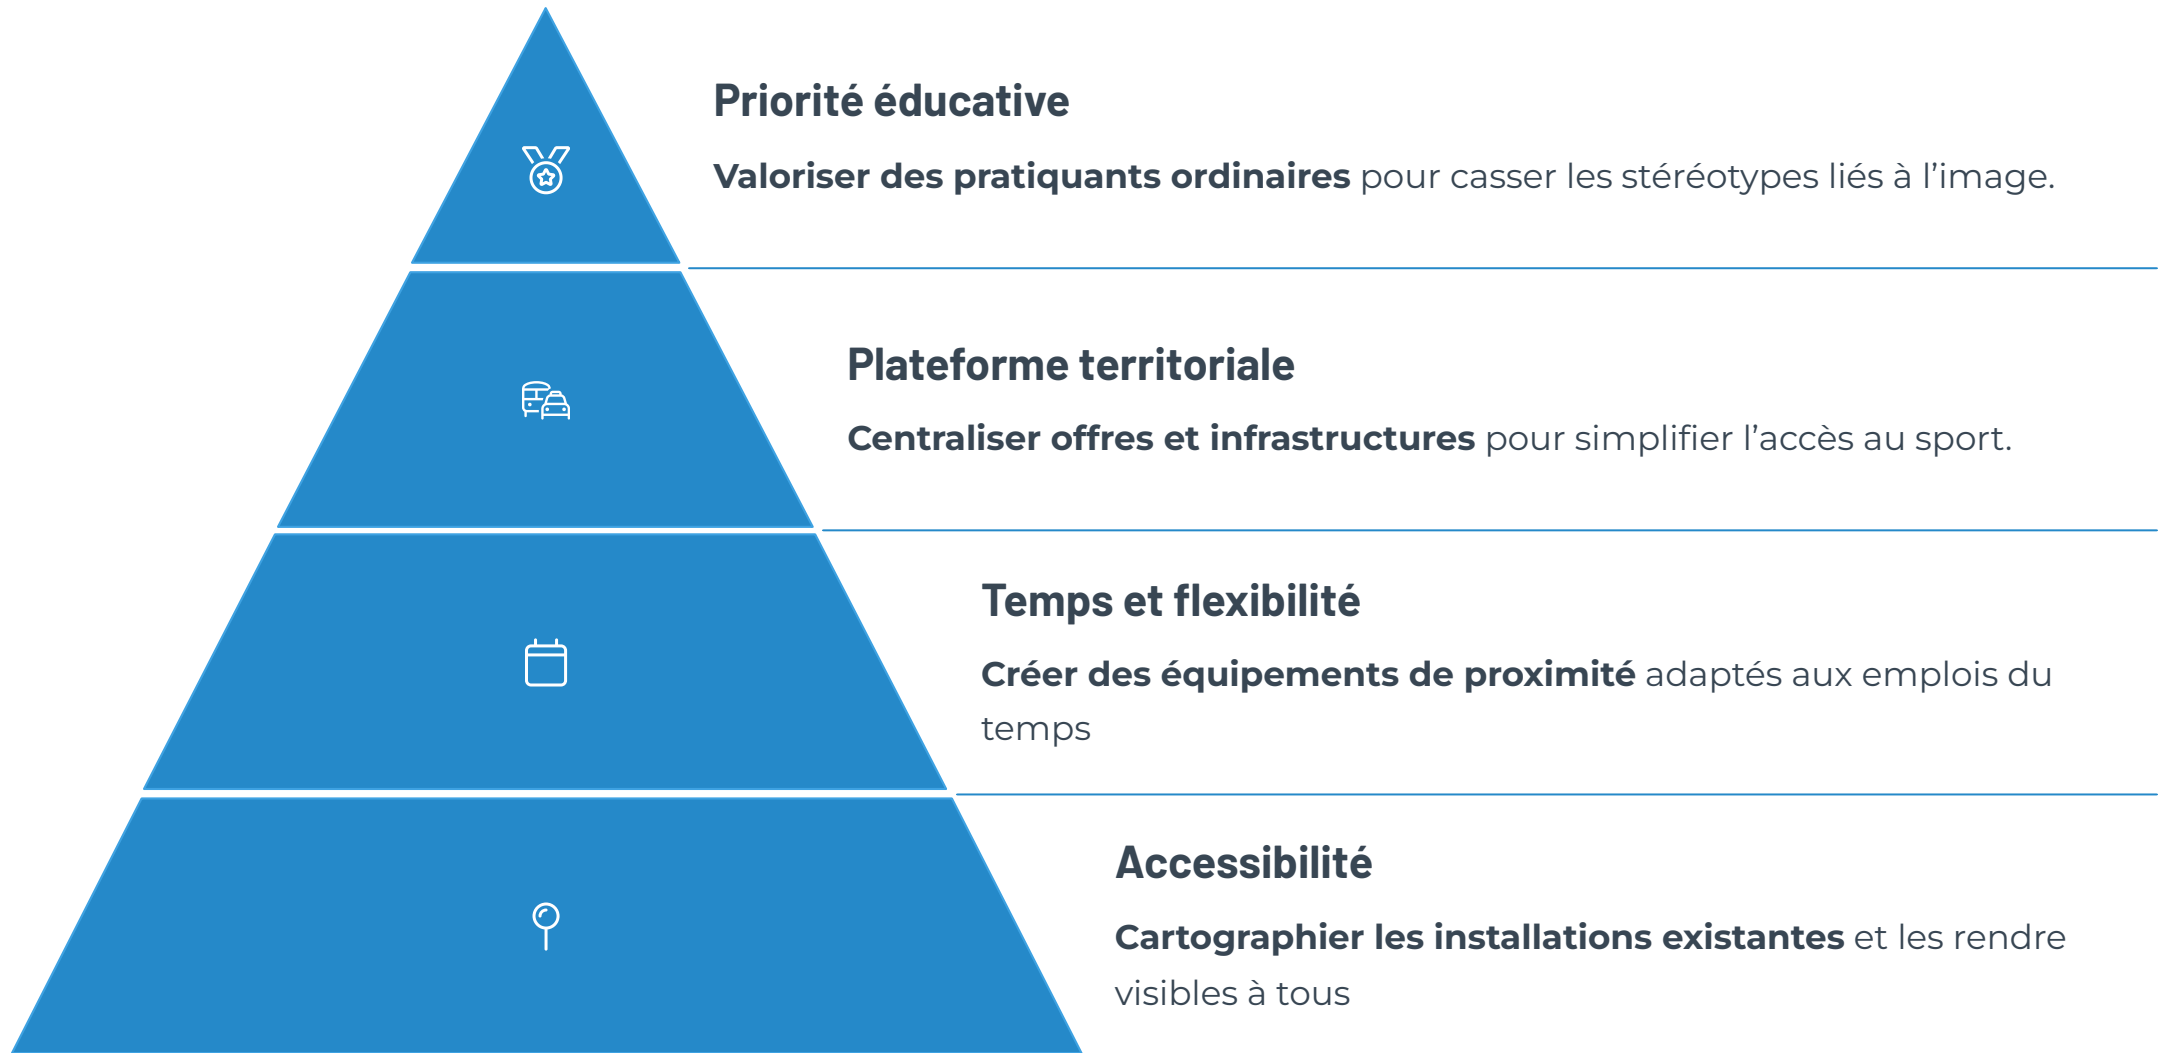 Priorité éducative
Valoriser des pratiquants ordinaires pour casser les stéréotypes liés à l’image.
Plateforme territoriale
Centraliser offres et infrastructures pour simplifier l’accès au sport.
Temps et flexibilité
Créer des équipements de proximité adaptés aux emplois du
temps
Accessibilité
Cartographier les installations existantes et les rendre
visibles à tous